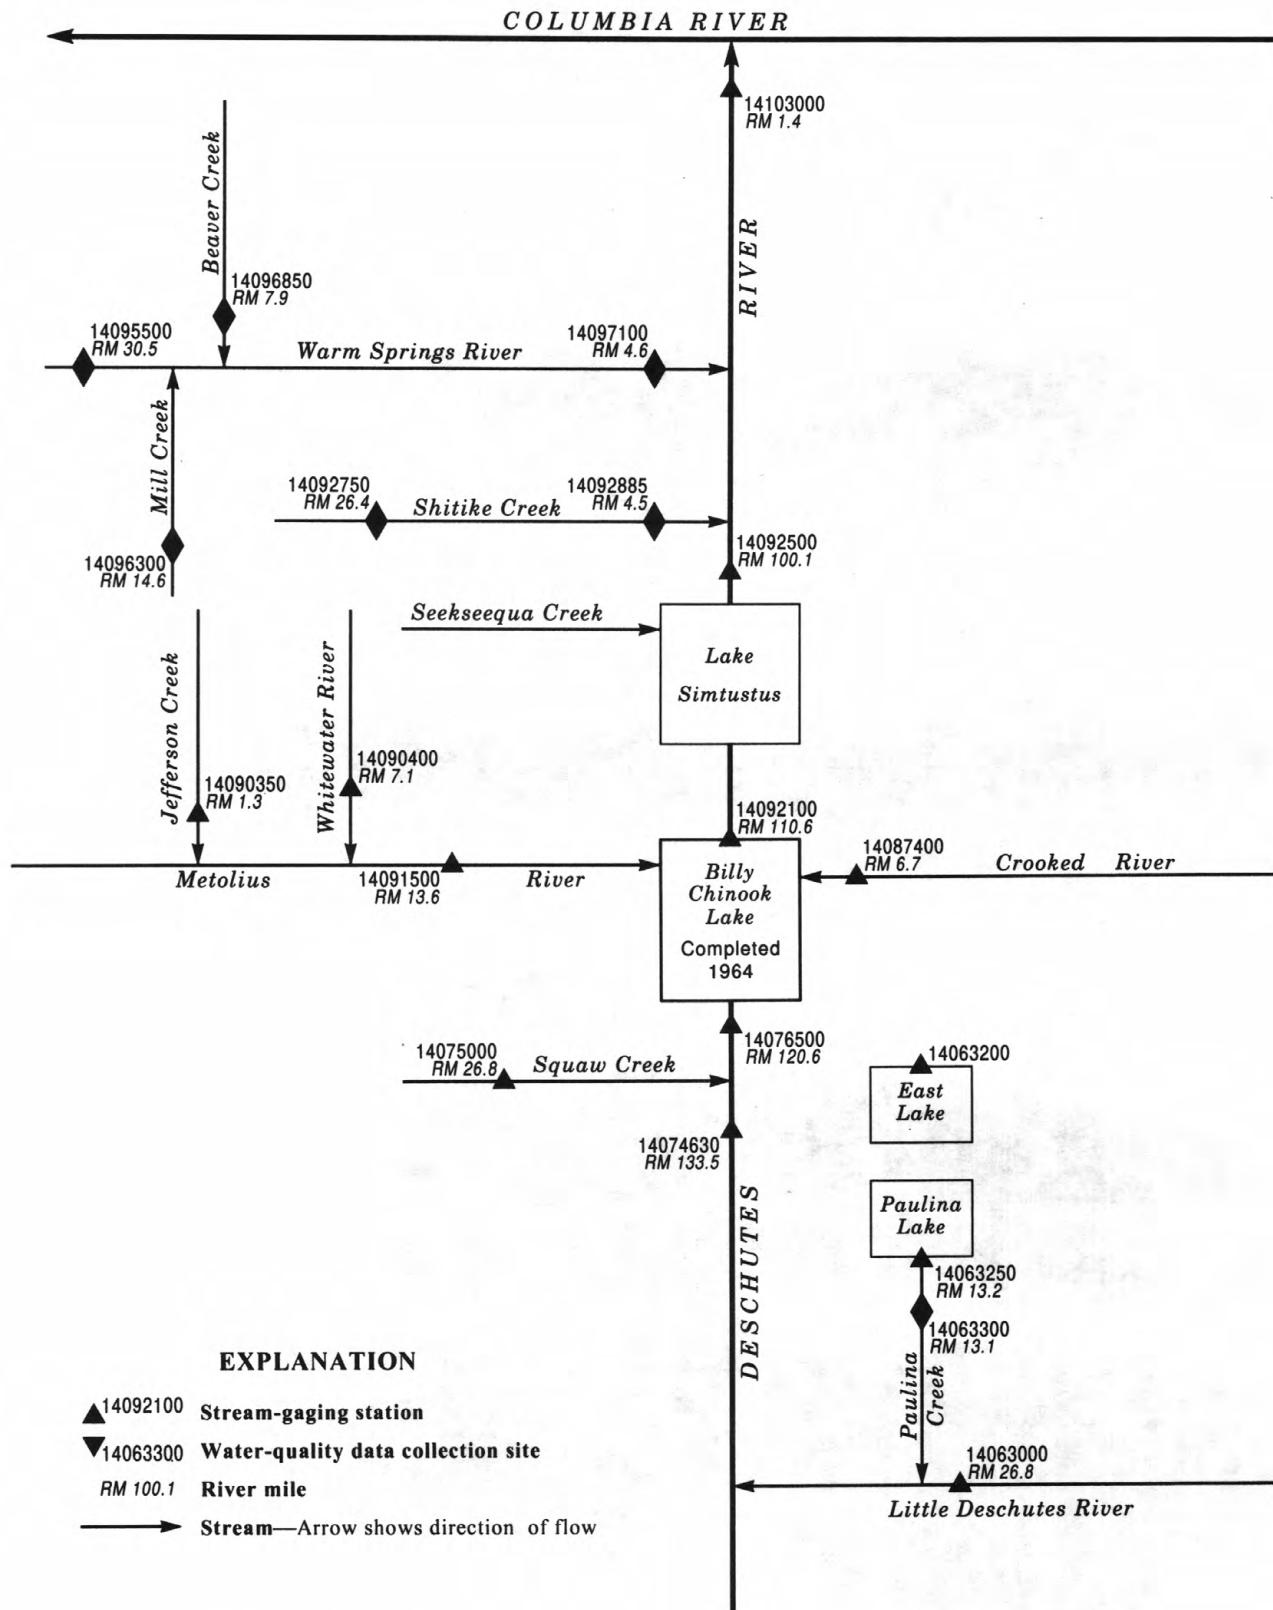 COLUMBIA RIVER
14103000
RM 1.4
Beaver Creek
RIVER
14096850
RM 7.9
14095500
RM 30.5
Warm Springs River
14097100
RM 4.6
Mill Creek
14092750
RM 26.4
Shitike Creek
14092885
RM 4.5
14096300
RM 14.6
14092500
RM 100.1
Seekseequa Creek
Lake
Simtustus
Jefferson Creek
Whitewater River
14090400
RM 7.1
14090350
RM 1.3
14092100
RM 110.6
Metolius
14091500
RM 13.6
River
Billy
Chinook
Lake
Completed
1964
14087400
RM 6.7
Crooked River
14076500
RM 120.6
14075000
RM 26.8
Squaw Creek
14063200
East
Lake
14074630
RM 133.5
DESCHUTES
Paulina
Lake
14063250
RM 13.2
14063300
RM 13.1
Paulina
Creek
14063000
RM 26.8
Little Deschutes River
EXPLANATION
14092100 Stream-gaging station
14063300 Water-quality data collection site
RM 100.1 River mile
Stream—Arrow shows direction of flow